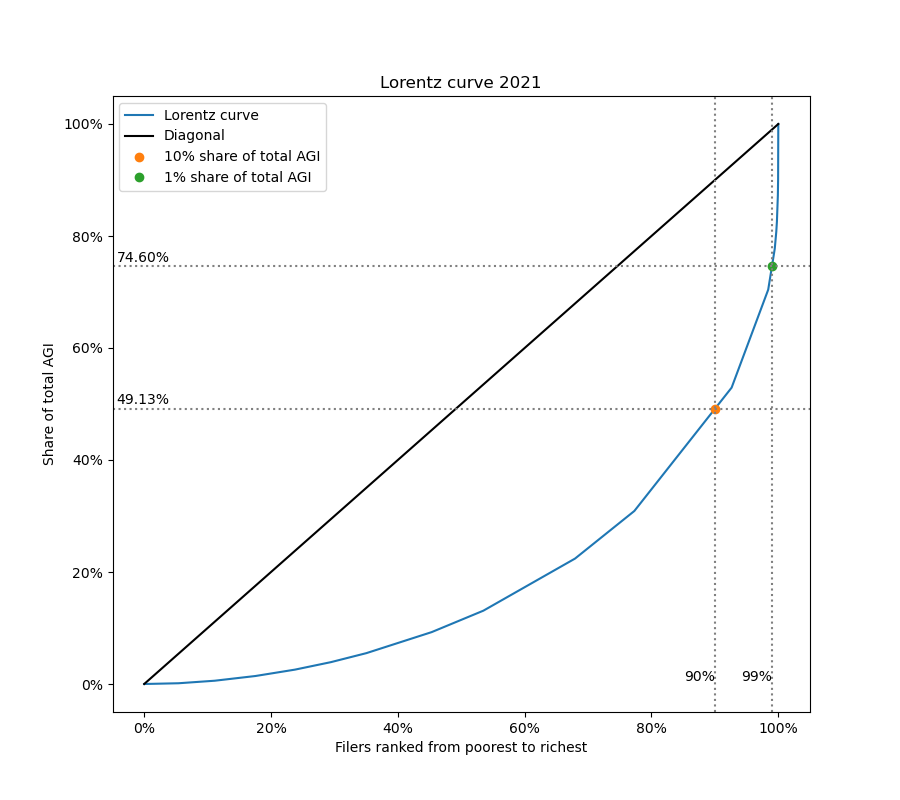 Lorentz curve 2021
Lorentz curve
Diagonal
10% share of total AGI
1% share of total AGI
100%
80%
74.60%
60%
49.13%
40%
20%
0%
90%
99%
Share of total AGI
0%
20%
40%
60%
80%
100%
Filers ranked from poorest to richest